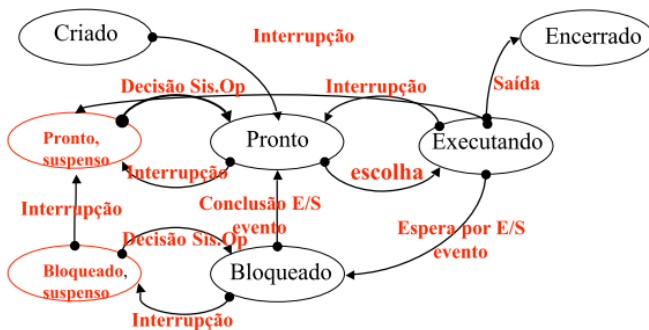 Criado
Interrupção
Encerrado
Decisão Sis.Op
Interrupção
Saída
Pronto,
suspenso
Pronto
Executando
Interrupção
escolha
Interrupção
Conclusão E/S
evento
Espera por E/S
evento
Decisão Sis.Op
Bloqueado,
suspenso
Bloqueado
Interrupção